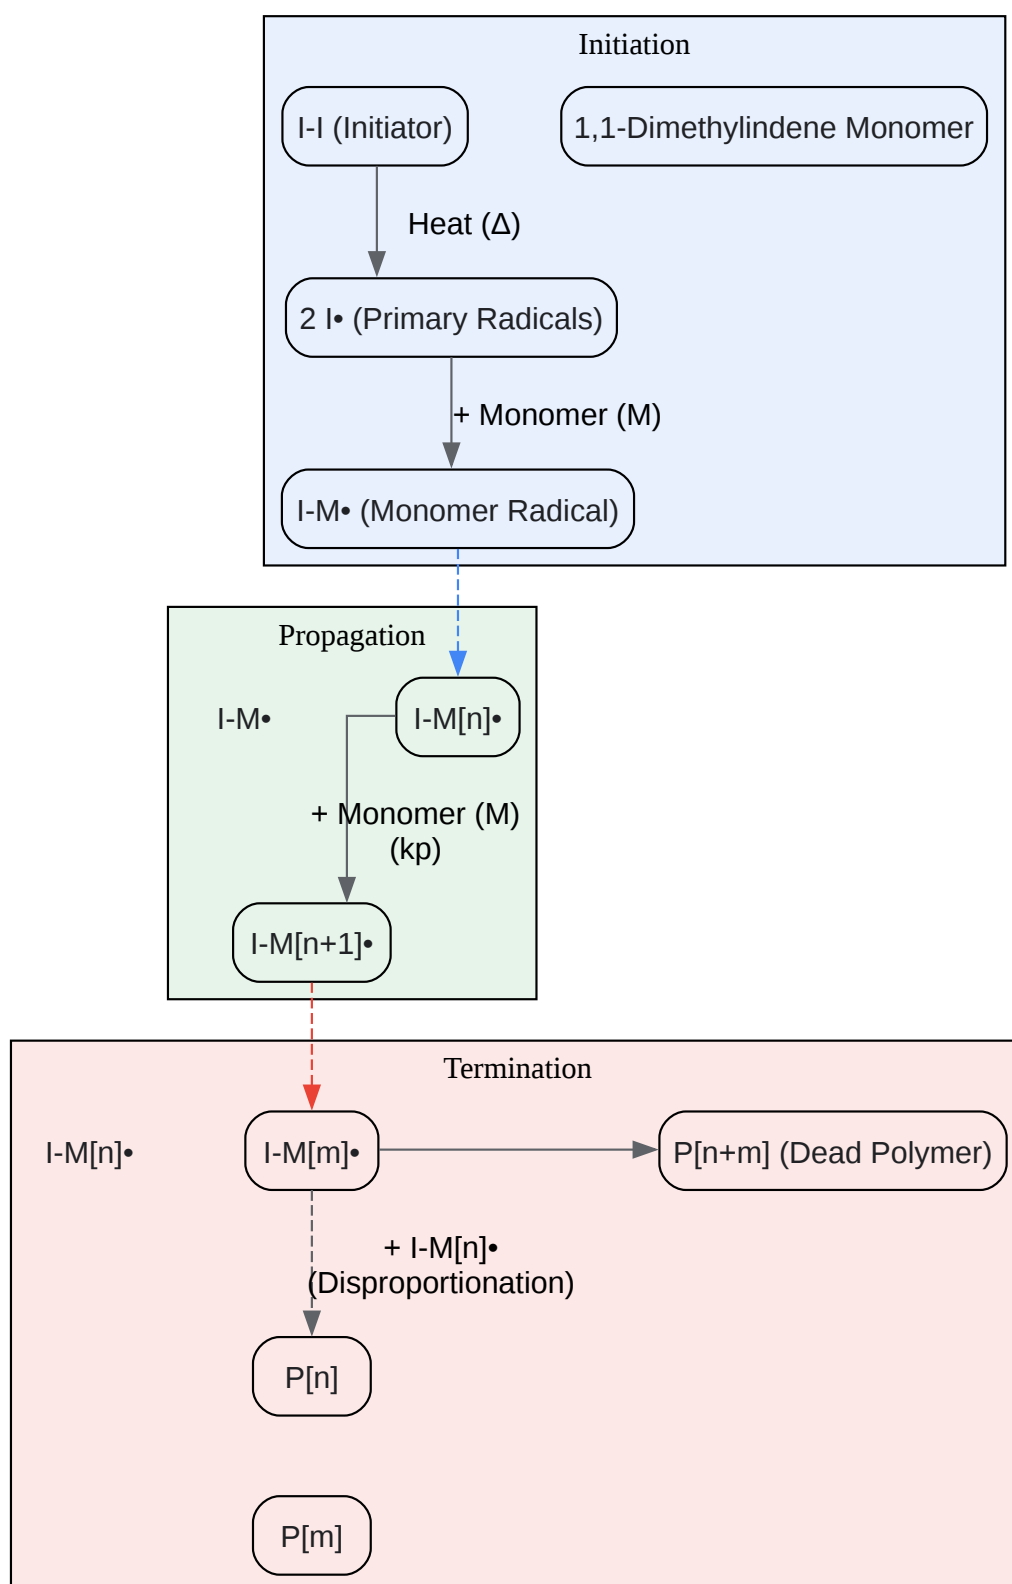 Initiation
I-I (Initiator)
1,1-Dimethylindene Monomer
Heat (Δ)
2 I• (Primary Radicals)
+ Monomer (M)
I-M• (Monomer Radical)
Propagation
I-M•
I-M[n]•
+ Monomer (M)
(kp)
I-M[n+1]•
Termination
I-M[n]•
I-M[m]•
P[n+m] (Dead Polymer)
+ I-M[n]•
(Disproportionation)
P[n]
P[m]